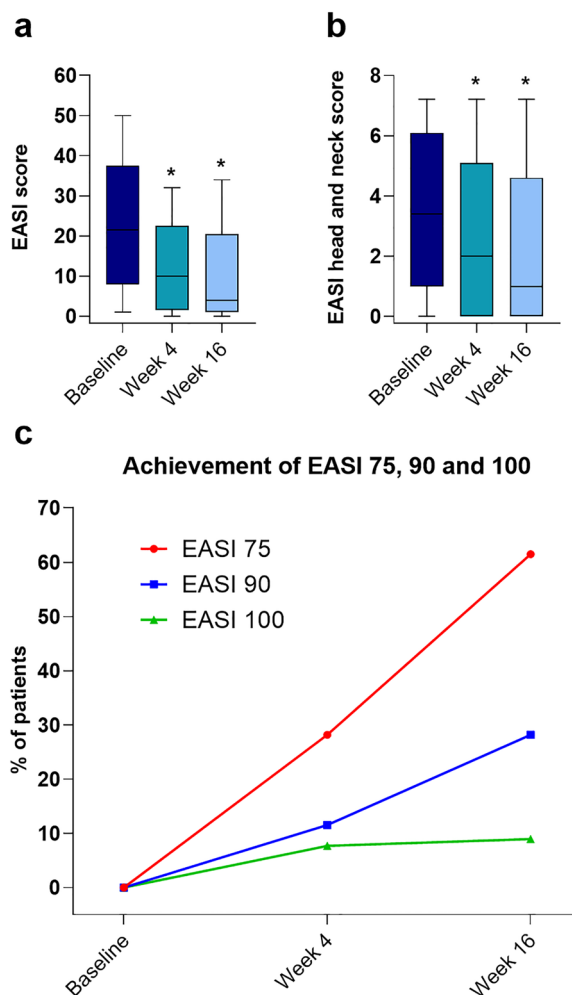 a
EASI score
60
50
40
30
20
10
0
* *
Baseline
Week 4
Week 16
b
EASI head and neck score
8
6
4
2
0
* *
Baseline
Week 4
Week 16
c
Achievement of EASI 75, 90 and 100
% of patients
70
60
50
40
30
20
10
0
EASI 75
EASI 90
EASI 100
Baseline
Week 4
Week 16